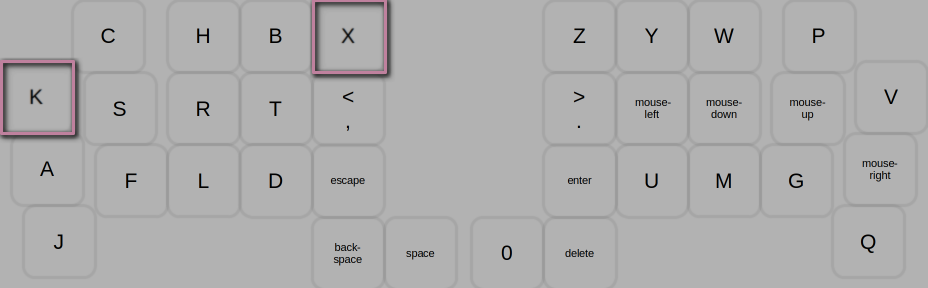 C H B X Z Y W P
K S R T < , > . mouse-left mouse-down mouse-up V
A F L D escape enter U M G mouse-right
J back-space space 0 delete Q